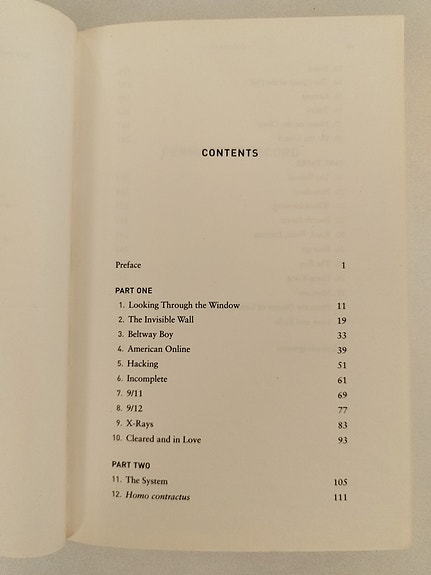 CONTENTS
Preface 1
PART ONE
1. Looking Through the Window 11
2. The Invisible Wall 19
3. Beltway Boy 33
4. American Online 39
5. Hacking 51
6. Incomplete 61
7. 9/11 69
8. 9/12 77
9. X-Rays 83
10. Cleared and in Love 93
PART TWO
11. The System 105
12. Homo contractus 111